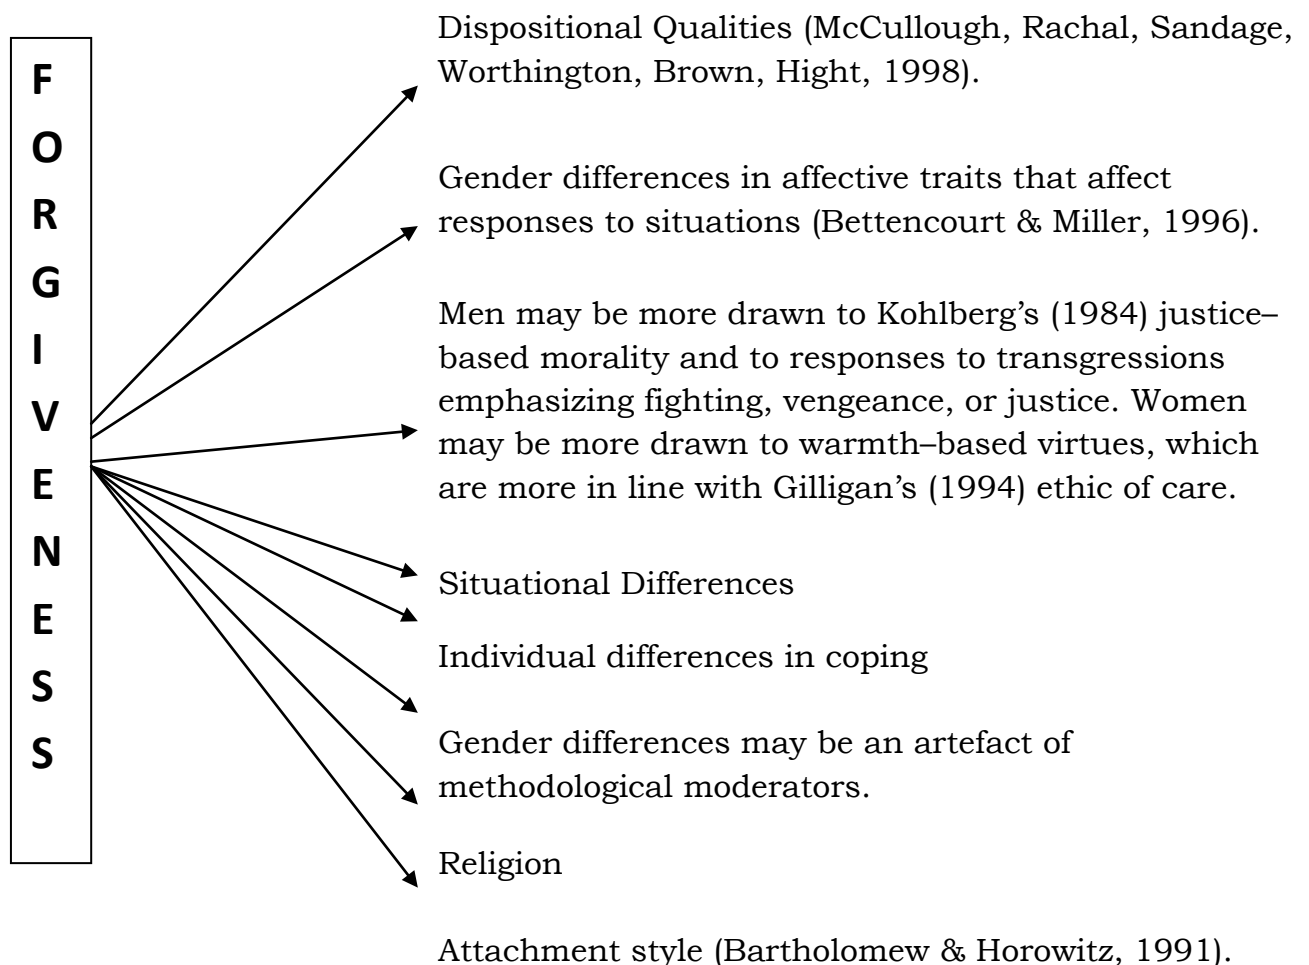 F
O
R
G
I
V
E
N
E
S
S
Dispositional Qualities (McCullough, Rachal, Sandage,
Worthington, Brown, Hight, 1998).
Gender differences in affective traits that affect
responses to situations (Bettencourt & Miller, 1996).
Men may be more drawn to Kohlberg’s (1984) justice–
based morality and to responses to transgressions
emphasizing fighting, vengeance, or justice. Women
may be more drawn to warmth–based virtues, which
are more in line with Gilligan’s (1994) ethic of care.
Situational Differences
Individual differences in coping
Gender differences may be an artefact of
methodological moderators.
Religion
Attachment style (Bartholomew & Horowitz, 1991).